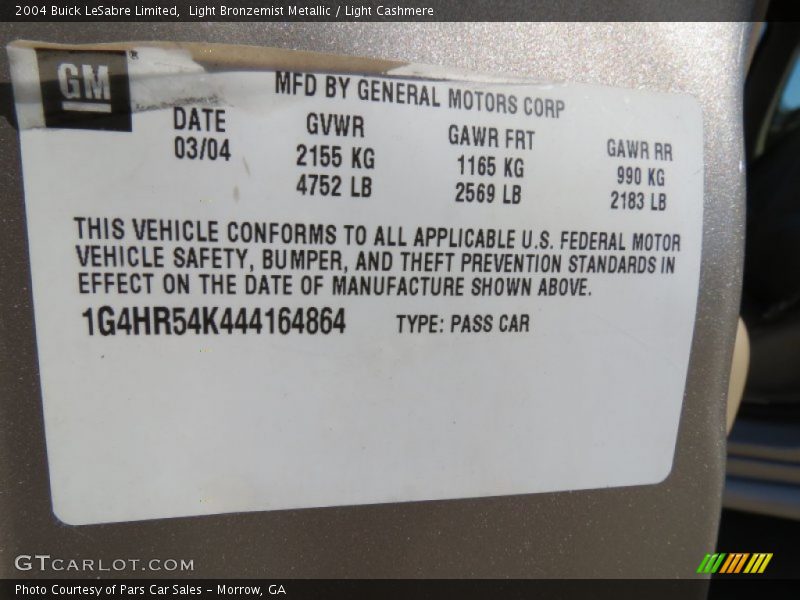 2004 Buick LeSabre Limited,  Light Bronzemist Metallic / Light Cashmere
GM
MFD BY GENERAL MOTORS CORP
DATE GVWR GAWR FRT GAWR RR
03/04 2155 KG 1165 KG 990 KG
4752 LB 2569 LB 2183 LB
THIS VEHICLE CONFORMS TO ALL APPLICABLE U.S. FEDERAL MOTOR
VEHICLE SAFETY, BUMPER, AND THEFT PREVENTION STANDARDS IN
EFFECT ON THE DATE OF MANUFACTURE SHOWN ABOVE.
1G4HR54K444164864 TYPE: PASS CAR
GTCARLOT.COM
Photo Courtesy of Pars Car Sales - Morrow, GA